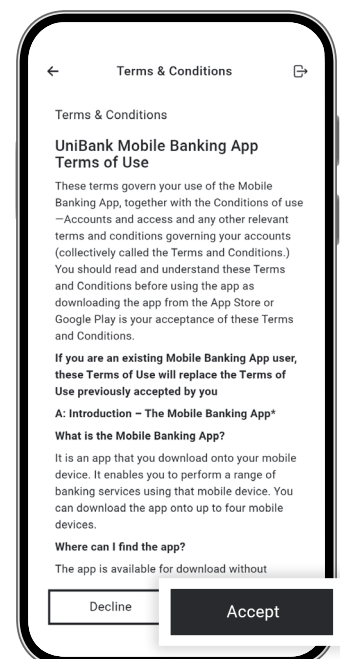 Terms & Conditions
Terms & Conditions
UniBank Mobile Banking App
Terms of Use
These terms govern your use of the Mobile
Banking App, together with the Conditions of use
—Accounts and access and any other relevant
terms and conditions governing your accounts
(collectively called the Terms and Conditions.)
You should read and understand these Terms
and Conditions before using the app as
downloading the app from the App Store or
Google Play is your acceptance of these Terms
and Conditions.
If you are an existing Mobile Banking App user,
these Terms of Use will replace the Terms of
Use previously accepted by you
A: Introduction – The Mobile Banking App*
What is the Mobile Banking App?
It is an app that you download onto your mobile
device. It enables you to perform a range of
banking services using that mobile device. You
can download the app onto up to four mobile
devices.
Where can I find the app?
The app is available for download without
Decline
Accept